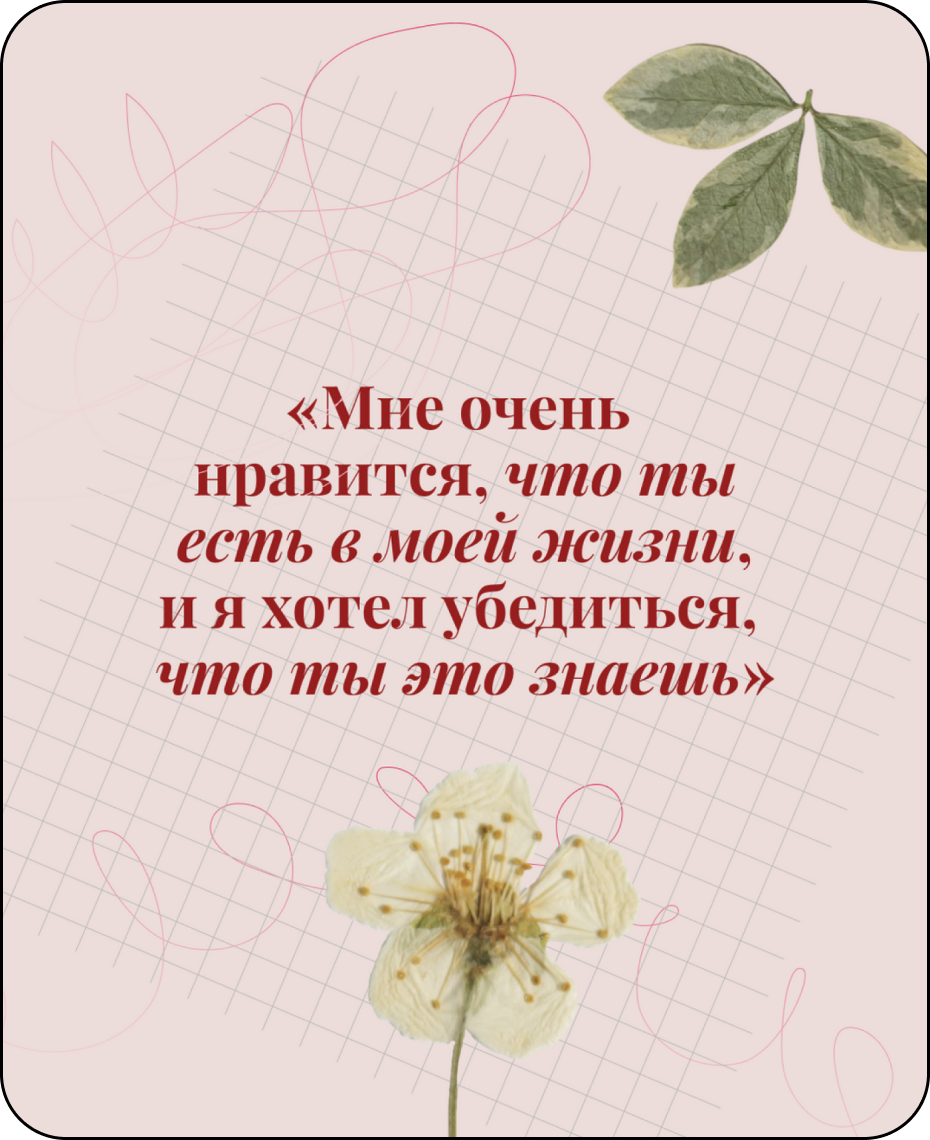 «Мне очень
нравится, что ты
есть в моей жизни,
и я хотел убедиться,
что ты это знаешь»